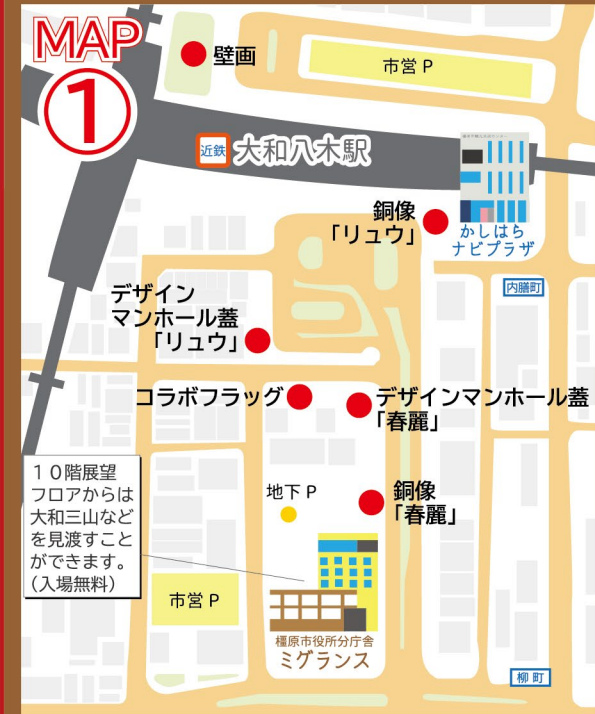 MAP
①
壁画
市営 P
近鉄
大和八木駅
銅像
「リュウ」
かしはら
ナビプラザ
内膳町
デザイン
マンホール蓋
「リュウ」
コラボフラッグ
デザインマンホール蓋
「春麗」
10階展望
フロアからは
大和三山など
を見渡すこと
ができます。
(入場無料)
地下 P
銅像
「春麗」
市営 P
橿原市役所分庁舎
ミグランス
柳町